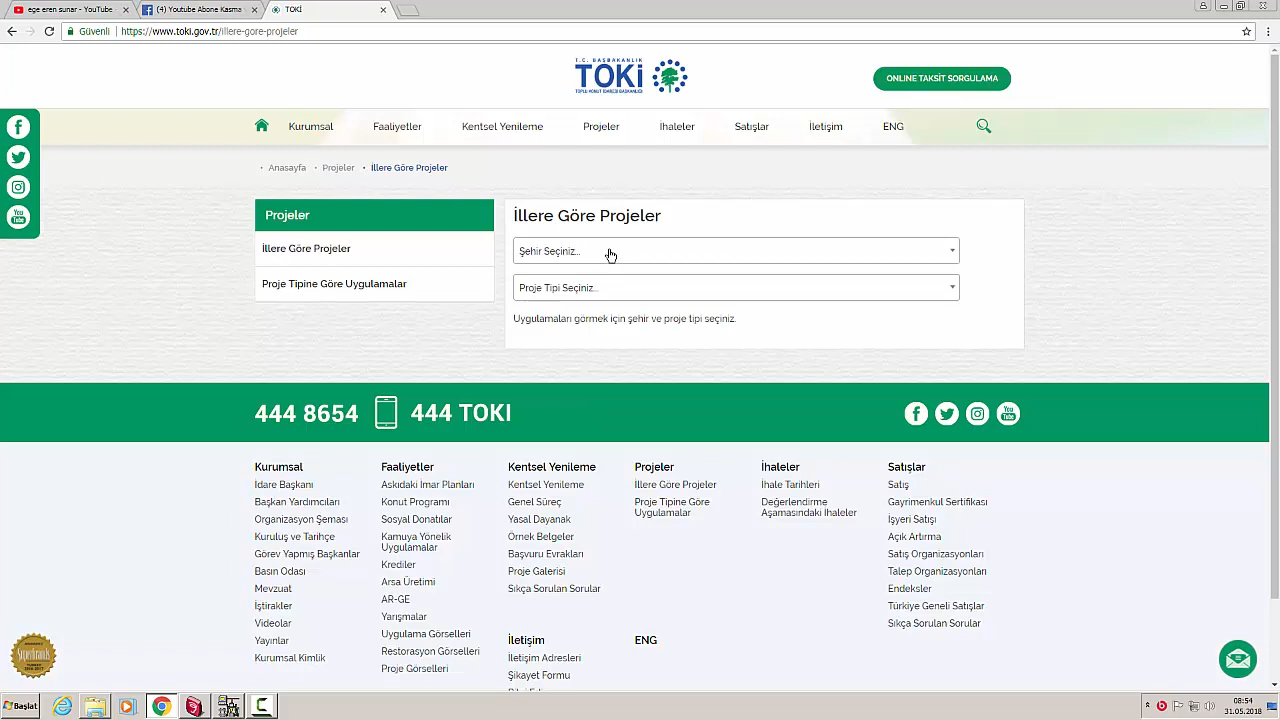 ege eren sunar - YouTube
(4) Youtube Abone Kasma
TOKİ
Güvenli
https://www.toki.gov.tr/illere-gore-projeler
T.C. BAŞBAKANLIK
TOKİ
TOPLU KONUT İDARESİ BAŞKANLIĞI
ONLINE TAKSİT SORGULAMA
Kurumsal
Faaliyetler
Kentsel Yenileme
Projeler
İhaleler
Satışlar
İletişim
ENG
Anasayfa
Projeler
İllere Göre Projeler
Projeler
İllere Göre Projeler
Proje Tipine Göre Uygulamalar
İllere Göre Projeler
Şehir Seçiniz...
Proje Tipi Seçiniz...
Uygulamaları görmek için şehir ve proje tipi seçiniz.
You
Tube
444 8654
444 TOKI
You
Tube
Kurumsal
İdare Başkanı
Başkan Yardımcıları
Organizasyon Şeması
Kuruluş ve Tarihçe
Görev Yapmış Başkanlar
Basın Odası
Mevzuat
İştirakler
Videolar
Yayınlar
Kurumsal Kimlik
Faaliyetler
Askıdaki İmar Planları
Konut Programı
Sosyal Donatılar
Kamuya Yönelik
Uygulamalar
Krediler
Arsa Üretimi
AR-GE
Yarışmalar
Uygulama Görselleri
Restorasyon Görselleri
Proje Görselleri
Kentsel Yenileme
Kentsel Yenileme
Genel Süreç
Yasal Dayanak
Örnek Belgeler
Başvuru Evrakları
Proje Galerisi
Sıkça Sorulan Sorular
İletişim
İletişim Adresleri
Şikayet Formu
Projeler
İllere Göre Projeler
Proje Tipine Göre
Uygulamalar
ENG
İhaleler
İhale Tarihleri
Değerlendirme
Aşamasındaki İhaleler
Satışlar
Satış
Gayrimenkul Sertifikası
İşyeri Satışı
Açık Artırma
Satış Organizasyonları
Talep Organizasyonları
Endeksler
Türkiye Geneli Satışlar
Sıkça Sorulan Sorular
Superbrands
Başlat
08:54
31.05.2018